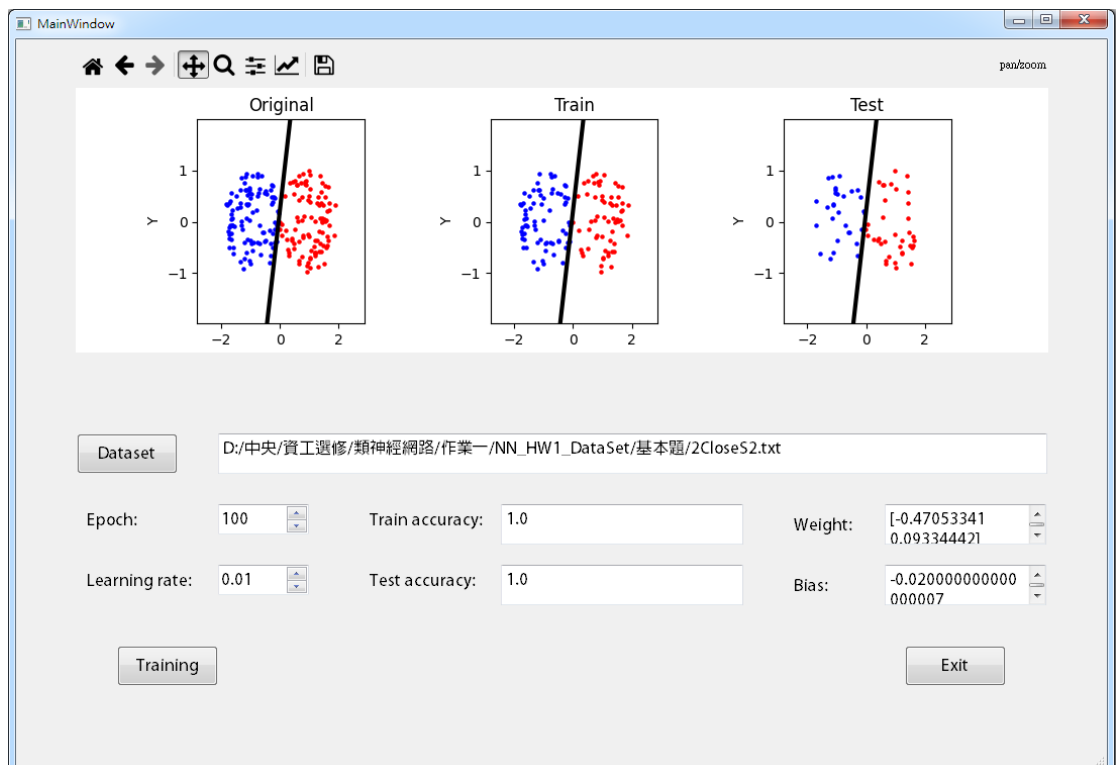 MainWindow
pan/zoom
Original
Train
Test
1
0
−1
Y
−2
0
2
1
0
−1
Y
−2
0
2
1
0
−1
Y
−2
0
2
Dataset
D:/中央/資工選修/類神經網路/作業一/NN_HW1_DataSet/基本題/2CloseS2.txt
Epoch:
100
Train accuracy:
1.0
Weight:
[-0.47053341
0.09334442]
Learning rate:
0.01
Test accuracy:
1.0
Bias:
-0.020000000000
000007
Training
Exit